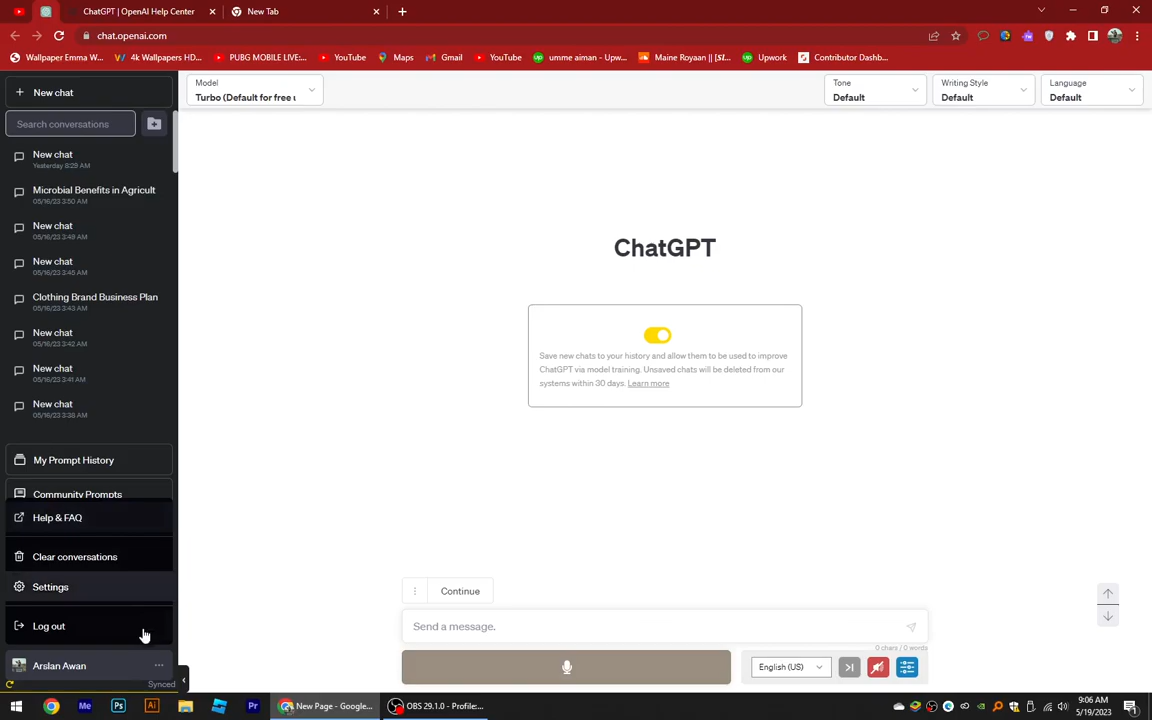 ChatGPT | OpenAI Help Center
New Tab
chat.openai.com
Wallpaper Emma W...
4k Wallpapers HD...
PUBG MOBILE LIVE:...
YouTube
Maps
Gmail
YouTube
umme aiman - Upw...
Maine Royaan ||[Sl...
Upwork
Contributor Dashb...
New chat
Model
Turbo (Default for free u
Tone
Default
Writing Style
Default
Language
Default
Search conversations
New chat
Yesterday 8:29 AM
Microbial Benefits in Agricult
05/16/23 3:50 AM
New chat
05/16/23 3:49 AM
New chat
05/16/23 3:45 AM
Clothing Brand Business Plan
05/16/23 3:43 AM
New chat
05/16/23 3:42 AM
New chat
05/16/23 3:41 AM
New chat
05/16/23 3:38 AM
ChatGPT
Save new chats to your history and allow them to be used to improve
ChatGPT via model training. Unsaved chats will be deleted from our
systems within 30 days. Learn more
My Prompt History
Community Prompts
Help & FAQ
Clear conversations
Settings
Log out
Arslan Awan
Synced
Continue
Send a message.
0 chars / 0 words
English (US)
Me
Ps
Ai
Pr
New Page - Google...
OBS 29.1.0 - Profile:...
9:06 AM
5/19/2023
1